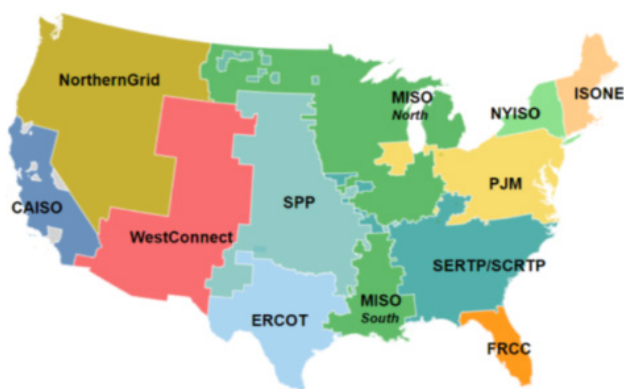 NorthernGrid
MISO
North
ISONE
NYISO
PJM
CAISO
SPP
WestConnect
SERTP/SCRTP
MISO
South
ERCOT
FRCC